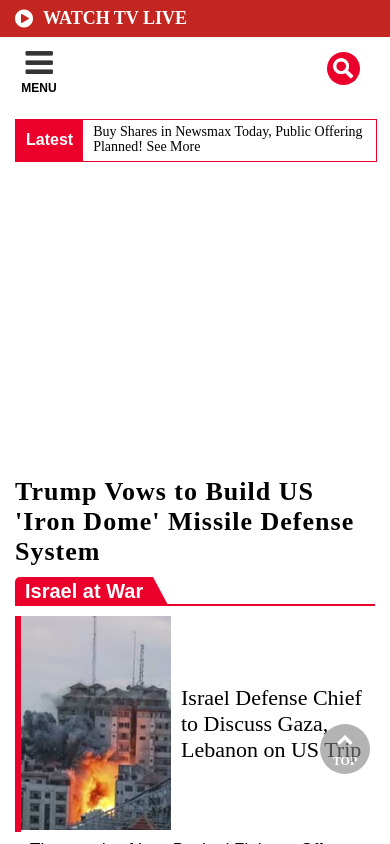 WATCH TV LIVE
MENU
Latest
Buy Shares in Newsmax Today, Public Offering
Planned! See More
Trump Vows to Build US
'Iron Dome' Missile Defense
System
Israel at War
Israel Defense Chief
to Discuss Gaza,
Lebanon on US Trip
TOP